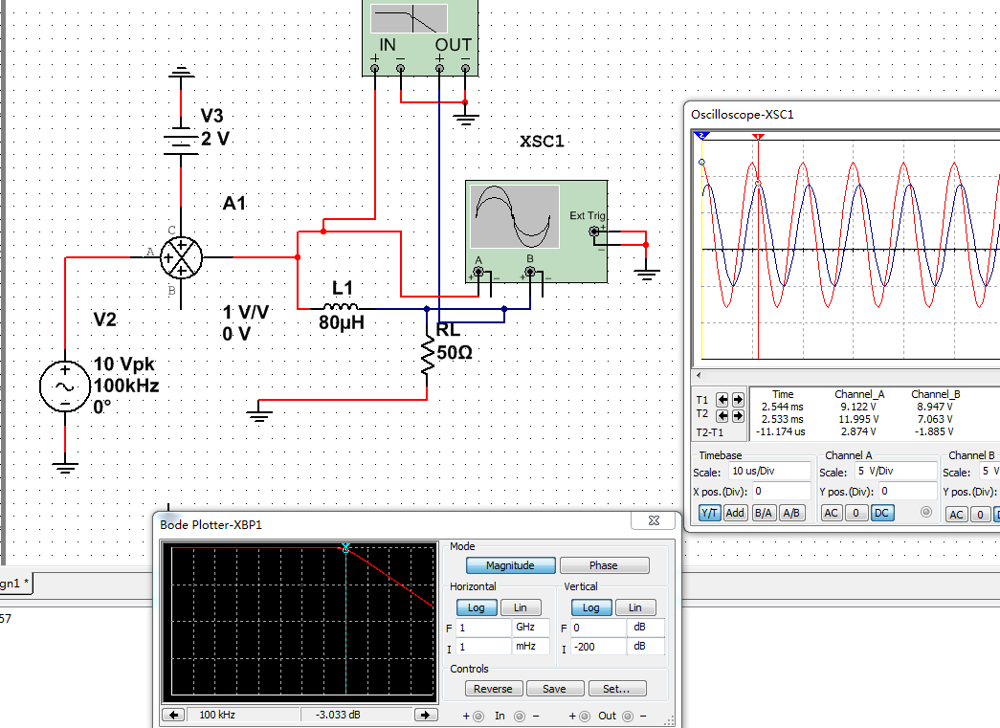 IN OUT
+ − + −
V3
2 V
XSC1
A1
Ext Trig.
+
−
C
A
B
A B
+ − + −
L1
80µH
1 V/V
0 V
RL
50Ω
V2
10 Vpk
100kHz
0°
Oscilloscope-XSC1
2 1
Time Channel_A Channel_B
T1 2.544 ms 9.122 V 8.947 V
T2 2.533 ms 11.995 V 7.063 V
T2-T1 -11.174 us 2.874 V -1.885 V
Timebase Channel A Channel B
Scale: 10 us/Div Scale: 5 V/Div Scale: 5 V
X pos.(Div): 0 Y pos.(Div): 0 Y pos.(Div):
Y/T Add B/A A/B AC 0 DC AC 0
Bode Plotter-XBP1
Mode
Magnitude Phase
Horizontal Vertical
Log Lin Log Lin
F 1 GHz F 0 dB
I 1 mHz I -200 dB
Controls
Reverse Save Set...
100 kHz -3.033 dB
+ In − + Out −
gn1 *
57